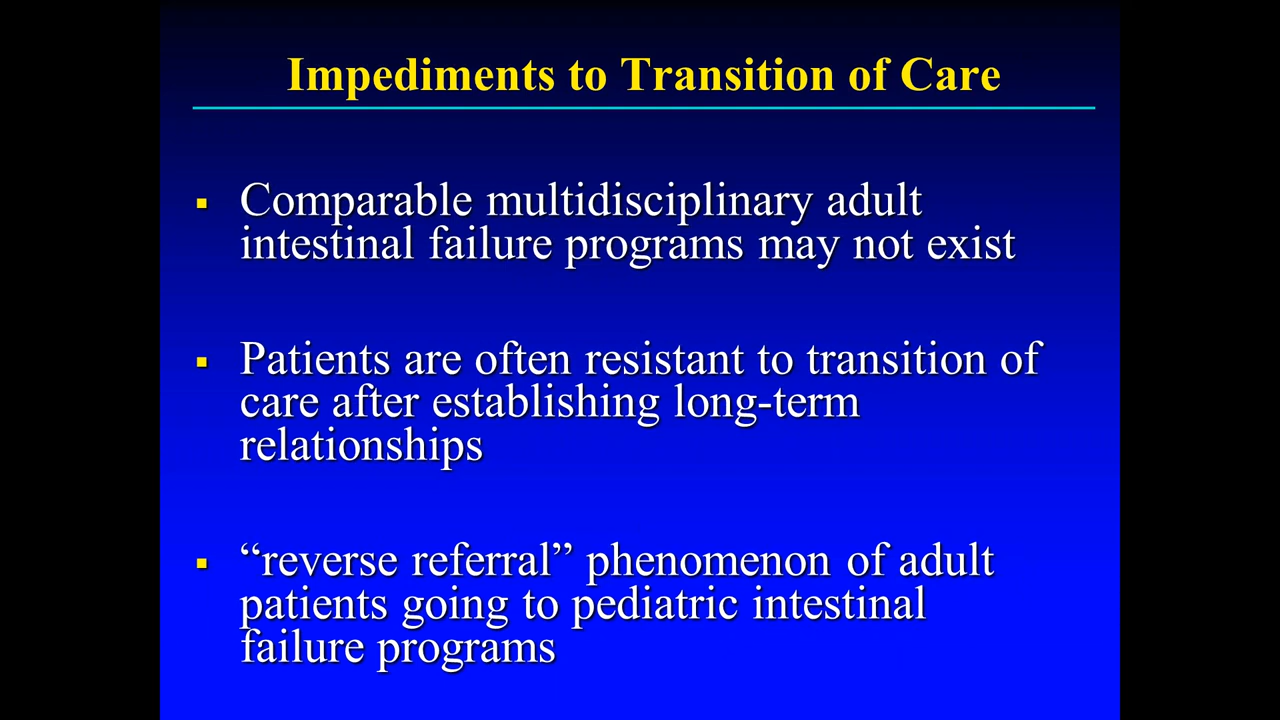 Impediments to Transition of Care
▪ Comparable multidisciplinary adult
intestinal failure programs may not exist
▪ Patients are often resistant to transition of
care after establishing long-term
relationships
▪ “reverse referral” phenomenon of adult
patients going to pediatric intestinal
failure programs